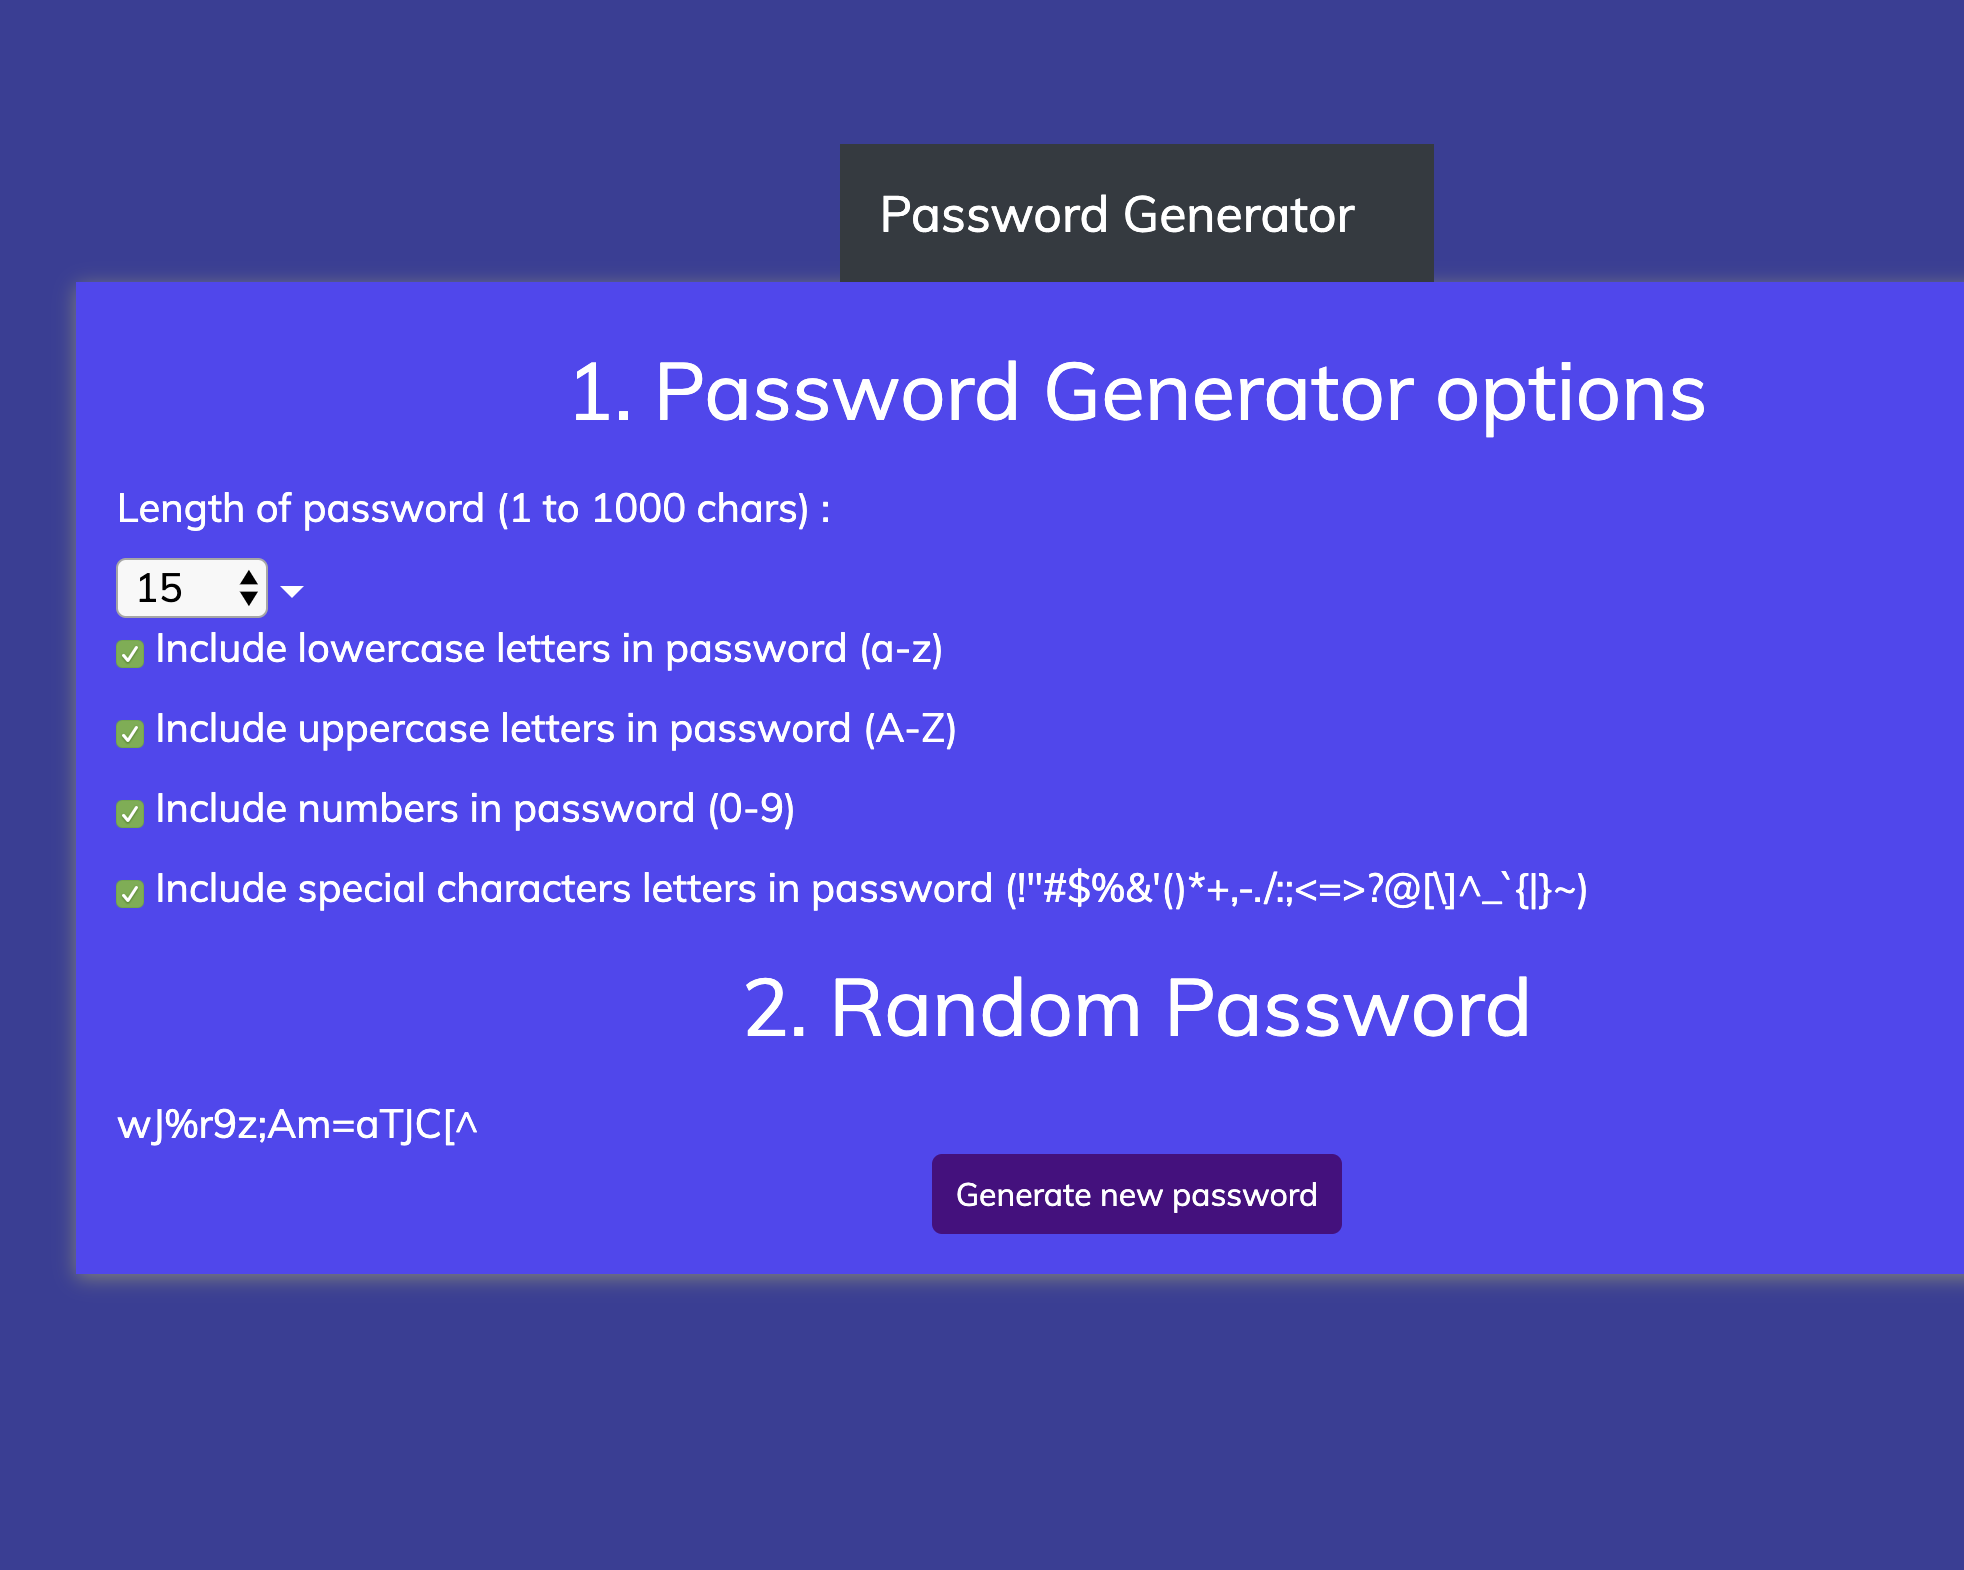 Password Generator
1. Password Generator options
Length of password (1 to 1000 chars) :
15
Include lowercase letters in password (a-z)
Include uppercase letters in password (A-Z)
Include numbers in password (0-9)
Include special characters letters in password (!"#$%&'()*+,-./:;<=>?@[\]^_`{|}~)
2. Random Password
wJ%r9z;Am=aTJC[^
Generate new password